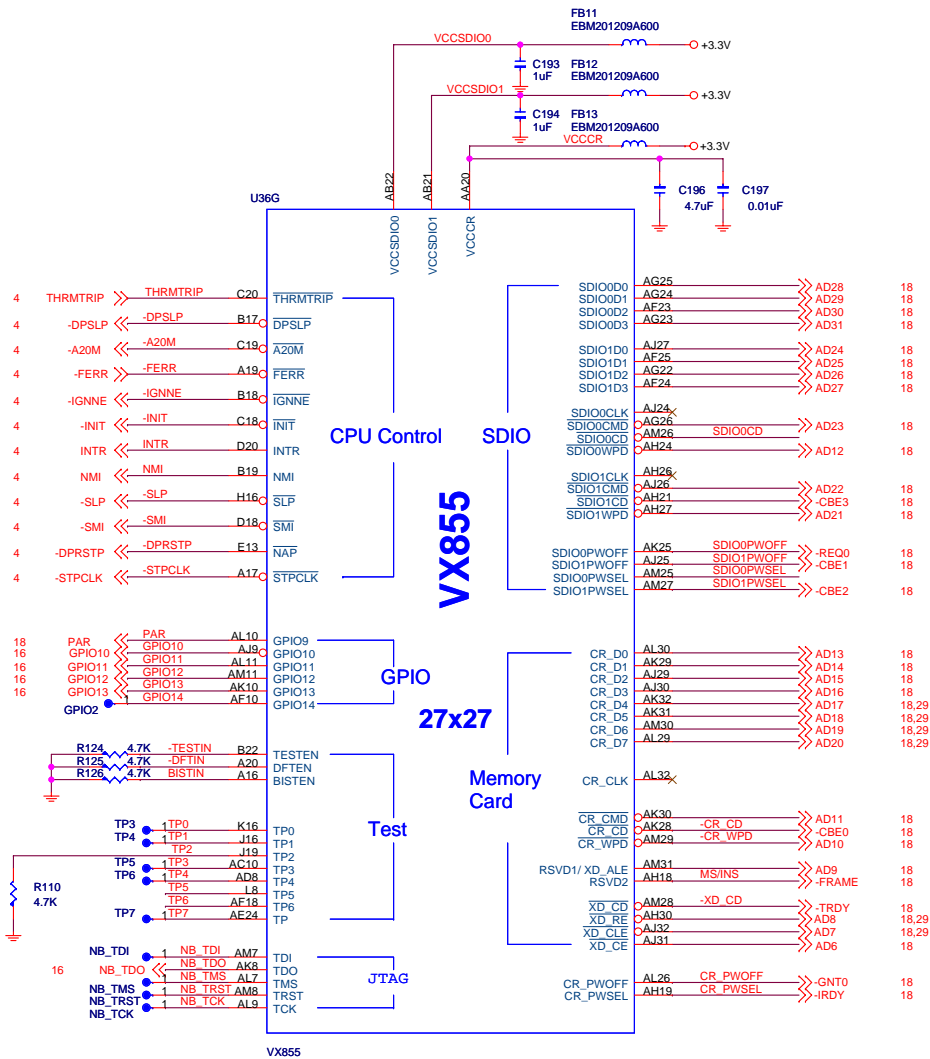 FB11
EBM201209A600
VCCSDIO0
+3.3V
C193
1uF
FB12
EBM201209A600
VCCSDIO1
+3.3V
C194
1uF
FB13
EBM201209A600
VCCCR
+3.3V
C196
4.7uF
C197
0.01uF
U36G
AB22
AB21
AA20
VCCSDIO0
VCCSDIO1
VCCCR
4 THRMTRIP THRMTRIP C20 THRMTRIP
4 -DPSLP -DPSLP B17 DPSLP
4 -A20M -A20M C19 A20M
4 -FERR -FERR A19 FERR
4 -IGNNE -IGNNE B18 IGNNE
4 -INIT -INIT C18 INIT
4 INTR INTR D20 INTR
4 NMI NMI B19 NMI
4 -SLP -SLP H16 SLP
4 -SMI -SMI D18 SMI
4 -DPRSTP -DPRSTP E13 NAP
4 -STPCLK -STPCLK A17 STPCLK
CPU Control
18 PAR PAR AL10 GPIO9
16 GPIO10 GPIO10 AJ9 GPIO10
16 GPIO11 GPIO11 AL11 GPIO11
16 GPIO12 GPIO12 AM11 GPIO12
16 GPIO13 GPIO13 AK10 GPIO13
GPIO2 1 GPIO14 AF10 GPIO14
GPIO
R124 4.7K -TESTIN B22 TESTEN
R125 4.7K -DFTIN A20 DFTEN
R126 4.7K BISTIN A16 BISTEN
TP3 1 TP0 K16 TP0
TP4 1 TP1 J16 TP1
TP2 J19 TP2
TP5 1 TP3 AC10 TP3
TP6 1 TP4 AD8 TP4
TP5 L8 TP5
TP6 AF18 TP6
TP7 1 TP7 AE24 TP
R110
4.7K
Test
NB_TDI 1 NB_TDI AM7 TDI
16 NB_TDO NB_TDO AK8 TDO
NB_TMS 1 NB_TMS AL7 TMS
NB_TRST 1 NB_TRST AM8 TRST
NB_TCK 1 NB_TCK AL9 TCK
JTAG
VX855
27x27
SDIO
SDIO0D0 AG25 AD28 18
SDIO0D1 AG24 AD29 18
SDIO0D2 AF23 AD30 18
SDIO0D3 AG23 AD31 18
SDIO1D0 AJ27 AD24 18
SDIO1D1 AF25 AD25 18
SDIO1D2 AG22 AD26 18
SDIO1D3 AF24 AD27 18
SDIO0CLK AJ24
SDIO0CMD AG26 AD23 18
SDIO0CD AM26 SDIO0CD
SDIO0WPD AH24 AD12 18
SDIO1CLK AH26
SDIO1CMD AJ26 AD22 18
SDIO1CD AH21 -CBE3 18
SDIO1WPD AH27 AD21 18
SDIO0PWOFF AK25 SDIO0PWOFF -REQ0 18
SDIO1PWOFF AJ25 SDIO1PWOFF -CBE1 18
SDIO0PWSEL AM25 SDIO0PWSEL
SDIO1PWSEL AM27 SDIO1PWSEL -CBE2 18
Memory
Card
CR_D0 AL30 AD13 18
CR_D1 AK29 AD14 18
CR_D2 AJ29 AD15 18
CR_D3 AJ30 AD16 18
CR_D4 AK32 AD17 18,29
CR_D5 AK31 AD18 18,29
CR_D6 AM30 AD19 18,29
CR_D7 AL29 AD20 18,29
CR_CLK AL32
CR_CMD AK30 AD11 18
CR_CD AK28 -CR_CD -CBE0 18
CR_WPD AM29 -CR_WPD AD10 18
RSVD1/ XD_ALE AM31 AD9 18
RSVD2 AH18 MS/INS -FRAME 18
XD_CD AM28 -XD_CD -TRDY 18
XD_RE AH30 AD8 18,29
XD_CLE AJ32 AD7 18,29
XD_CE AJ31 AD6 18
CR_PWOFF AL26 CR_PWOFF -GNT0 18
CR_PWSEL AH19 CR_PWSEL -IRDY 18
VX855